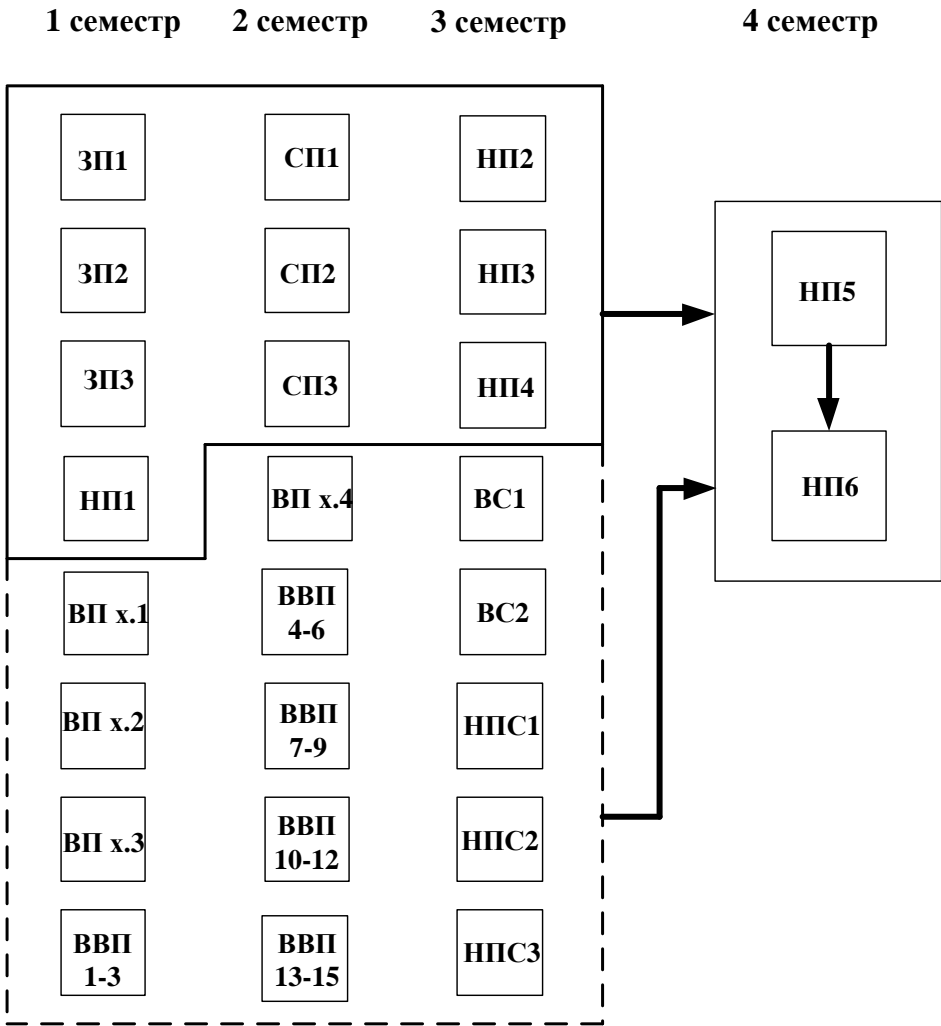 1 семестр 2 семестр 3 семестр 4 семестр
ЗП1 СП1 НП2
ЗП2 СП2 НП3 НП5
ЗП3 СП3 НП4
НП1 ВП х.4 ВС1 НП6
ВП х.1 ВВП 4-6 ВС2
ВП х.2 ВВП 7-9 НПС1
ВП х.3 ВВП 10-12 НПС2
ВВП 1-3 ВВП 13-15 НПС3